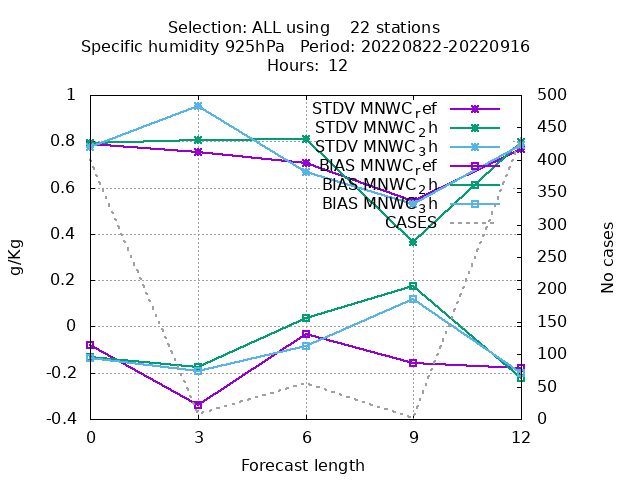 Selection: ALL using 22 stations
Specific humidity 925hPa Period: 20220822-20220916
Hours: 12
STDV MNWC_ref
STDV MNWC_2h
STDV MNWC_3h
BIAS MNWC_ref
BIAS MNWC_2h
BIAS MNWC_3h
CASES
1
0.8
0.6
0.4
0.2
0
-0.2
-0.4
g/Kg
500
450
400
350
300
250
200
150
100
50
0
No cases
0 3 6 9 12
Forecast length